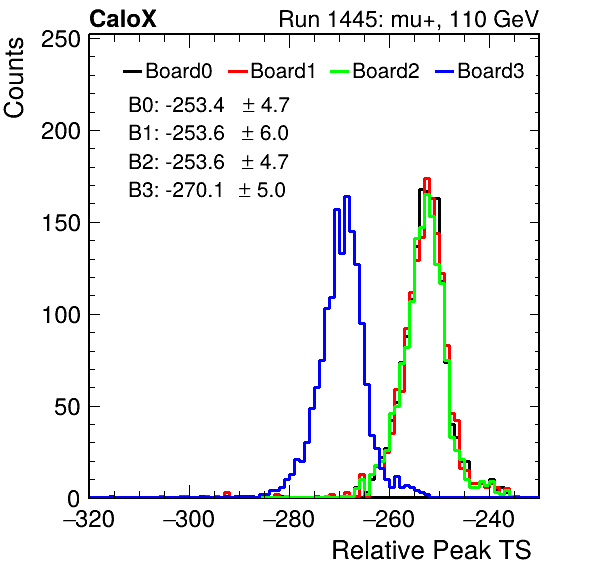 CaloX Run 1445: mu+, 110 GeV
Counts
250
200
150
100
50
0
Board0 Board1 Board2 Board3
B0: -253.4 ± 4.7
B1: -253.6 ± 6.0
B2: -253.6 ± 4.7
B3: -270.1 ± 5.0
−320 −300 −280 −260 −240
Relative Peak TS